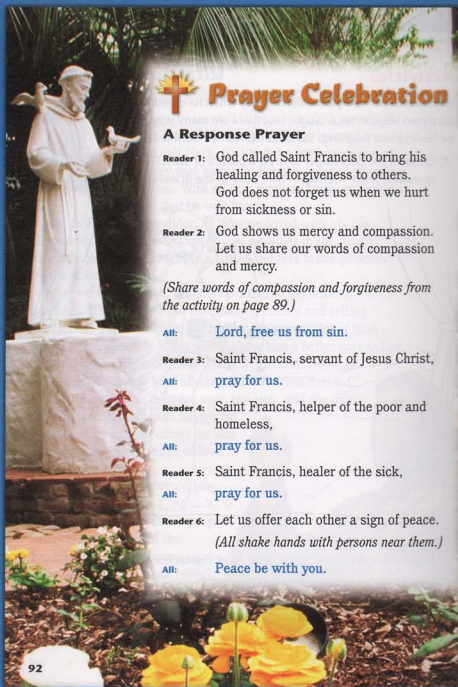 Prayer Celebration
A Response Prayer
Reader 1: God called Saint Francis to bring his
healing and forgiveness to others.
God does not forget us when we hurt
from sickness or sin.
Reader 2: God shows us mercy and compassion.
Let us share our words of compassion
and mercy.
(Share words of compassion and forgiveness from
the activity on page 89.)
All: Lord, free us from sin.
Reader 3: Saint Francis, servant of Jesus Christ,
All: pray for us.
Reader 4: Saint Francis, helper of the poor and
homeless,
All: pray for us.
Reader 5: Saint Francis, healer of the sick,
All: pray for us.
Reader 6: Let us offer each other a sign of peace.
(All shake hands with persons near them.)
All: Peace be with you.
92